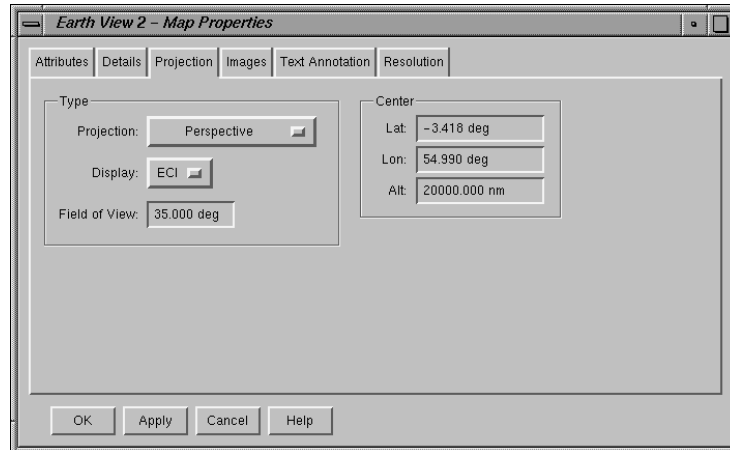 Earth View 2 – Map Properties
Attributes Details Projection Images Text Annotation Resolution
Type
Projection: Perspective
Display: ECI
Field of View: 35.000 deg
Center
Lat: -3.418 deg
Lon: 54.990 deg
Alt: 20000.000 nm
OK Apply Cancel Help